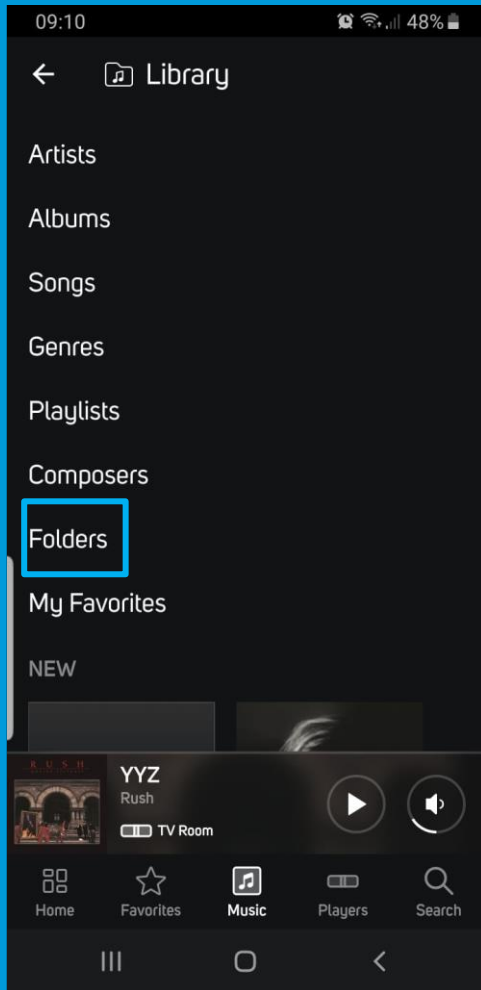 09:10 48%
Library
Artists
Albums
Songs
Genres
Playlists
Composers
Folders
My Favorites
NEW
RUSH
YYZ
Rush
TV Room
Home Favorites Music Players Search